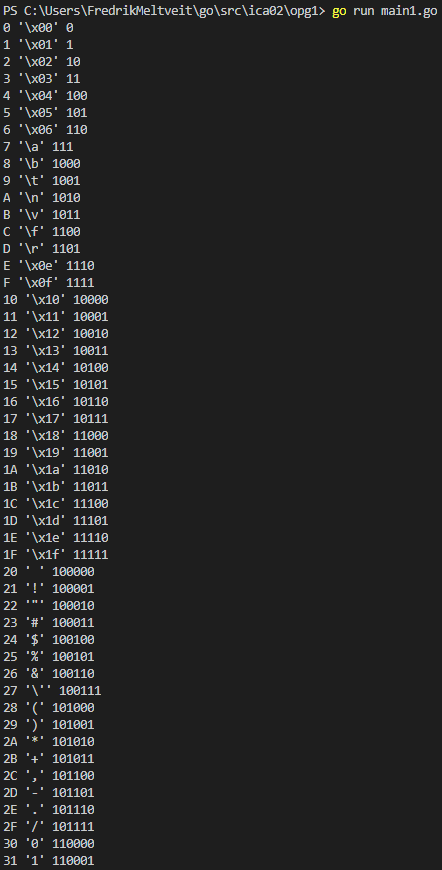 PS C:\Users\FredrikMeltveit\go\src\ica02\opg1> go run main1.go
0 '\x00' 0
1 '\x01' 1
2 '\x02' 10
3 '\x03' 11
4 '\x04' 100
5 '\x05' 101
6 '\x06' 110
7 '\a' 111
8 '\b' 1000
9 '\t' 1001
A '\n' 1010
B '\v' 1011
C '\f' 1100
D '\r' 1101
E '\x0e' 1110
F '\x0f' 1111
10 '\x10' 10000
11 '\x11' 10001
12 '\x12' 10010
13 '\x13' 10011
14 '\x14' 10100
15 '\x15' 10101
16 '\x16' 10110
17 '\x17' 10111
18 '\x18' 11000
19 '\x19' 11001
1A '\x1a' 11010
1B '\x1b' 11011
1C '\x1c' 11100
1D '\x1d' 11101
1E '\x1e' 11110
1F '\x1f' 11111
20 ' ' 100000
21 '!' 100001
22 '"' 100010
23 '#' 100011
24 '$' 100100
25 '%' 100101
26 '&' 100110
27 '\'' 100111
28 '(' 101000
29 ')' 101001
2A '*' 101010
2B '+' 101011
2C ',' 101100
2D '-' 101101
2E '.' 101110
2F '/' 101111
30 '0' 110000
31 '1' 110001